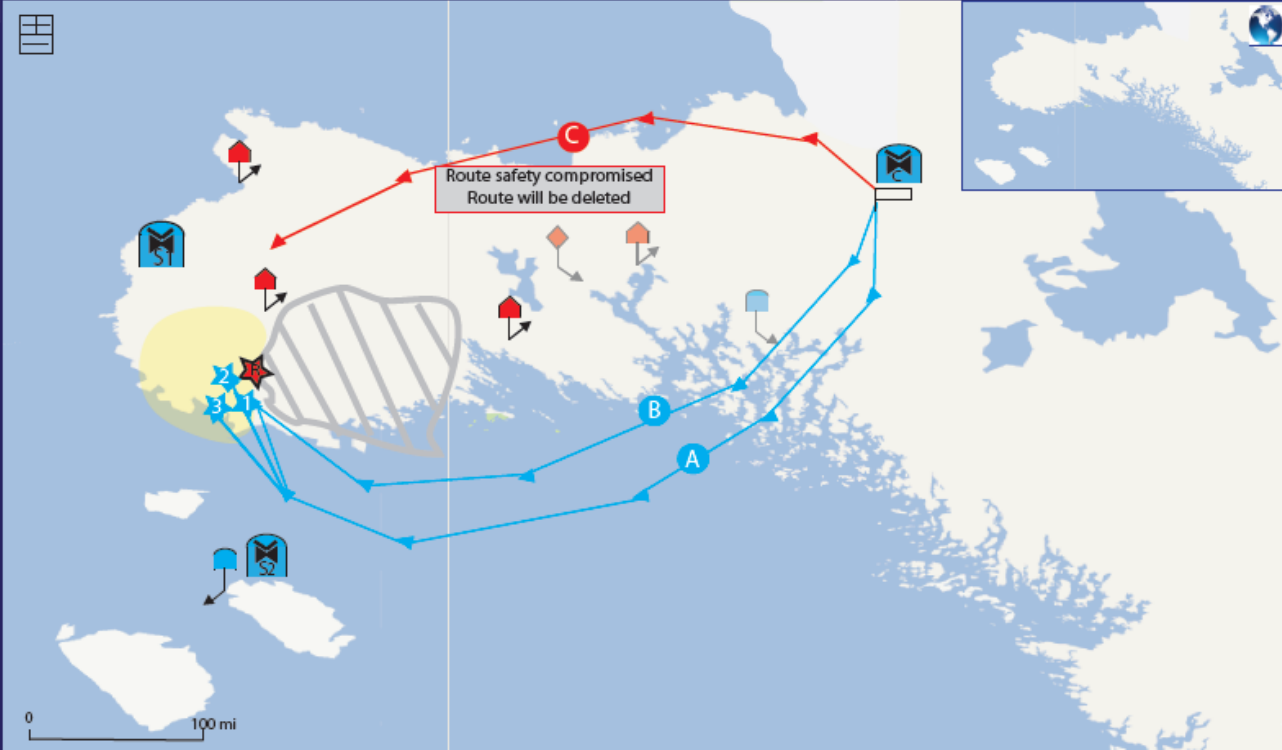 C
C
Route safety compromised
Route will be deleted
S1
F
2
1
3
B
A
S2
0
100 mi